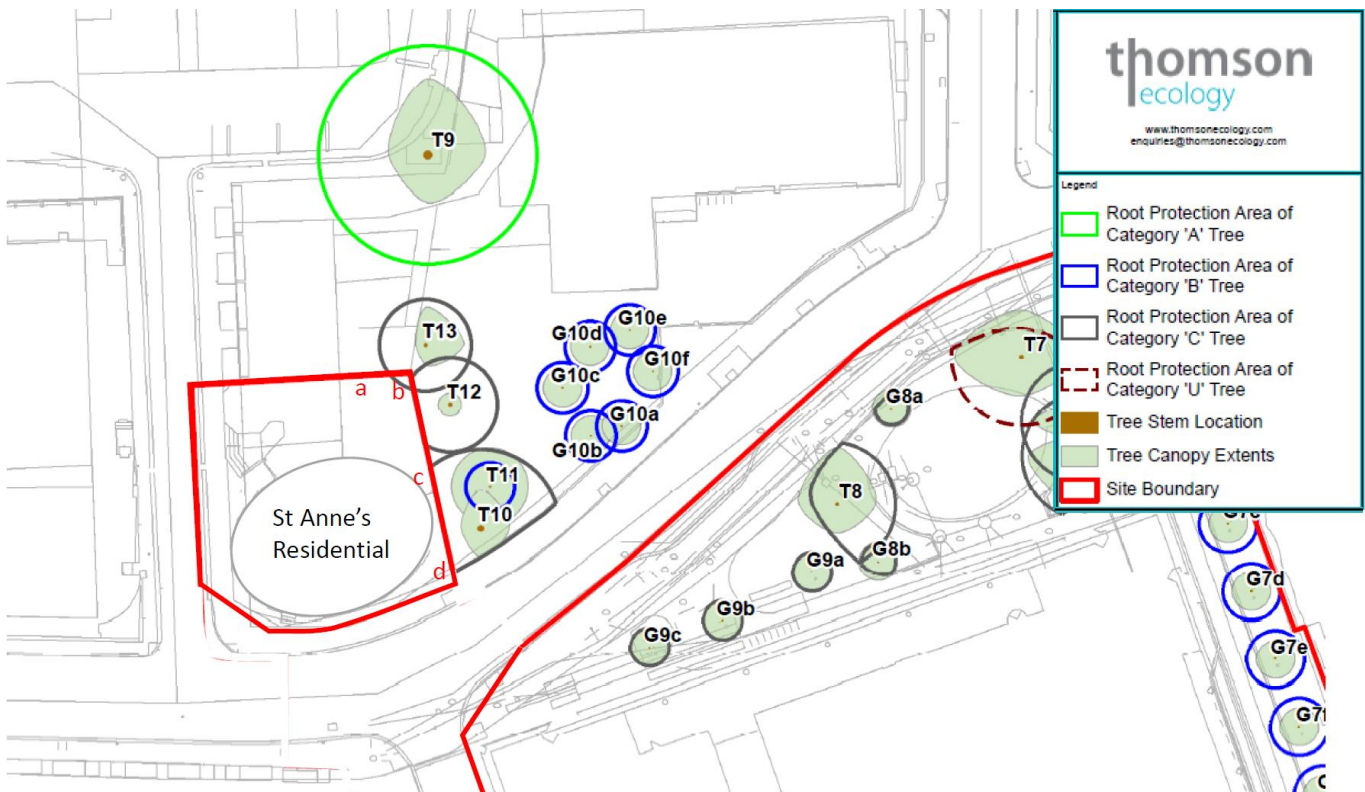 thomson
ecology
www.thomsonecology.com
enquiries@thomsonecology.com
Legend
Root Protection Area of
Category 'A' Tree
Root Protection Area of
Category 'B' Tree
Root Protection Area of
Category 'C' Tree
Root Protection Area of
Category 'U' Tree
Tree Stem Location
Tree Canopy Extents
Site Boundary
T9
T13
G10e
G10d
G10f
T7
G10c
T12
a
b
G8a
G10a
G10b
T11
c
T8
T10
St Anne's
Residential
G7c
d
G8b
G9a
G7d
G9b
G9c
G7e
G7f